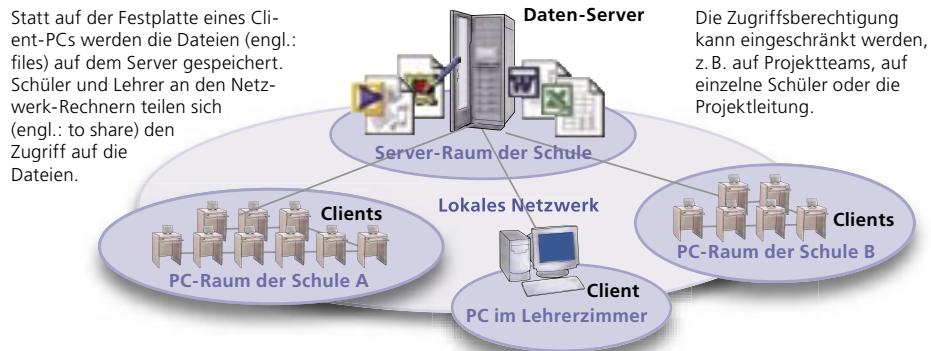 Statt auf der Festplatte eines Cli-
ent-PCs werden die Dateien (engl.:
files) auf dem Server gespeichert.
Schüler und Lehrer an den Netz-
werk-Rechnern teilen sich
(engl.: to share) den
Zugriff auf die
Dateien.
Daten-Server
Die Zugriffsberechtigung
kann eingeschränkt werden,
z. B. auf Projektteams, auf
einzelne Schüler oder die
Projektleitung.
Server-Raum der Schule
Lokales Netzwerk
Clients
PC-Raum der Schule A
Client
PC im Lehrerzimmer
Clients
PC-Raum der Schule B